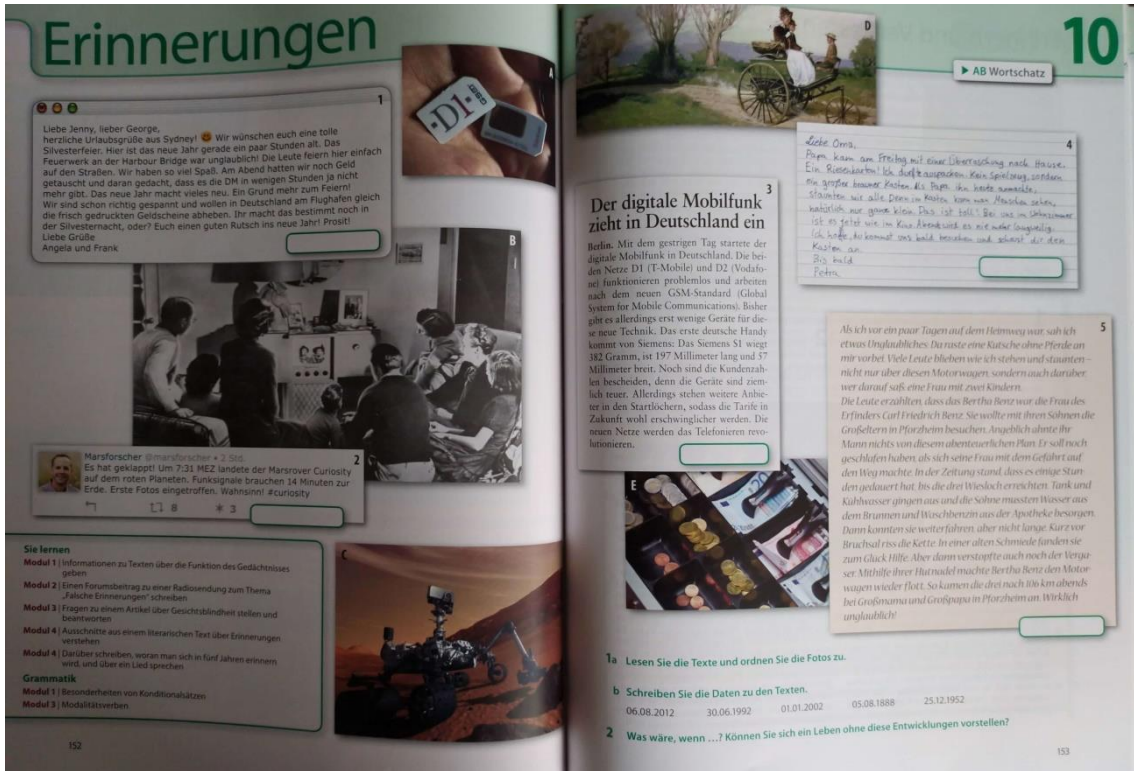 Erinnerungen
A
1
Liebe Jenny, lieber George,
herzliche Urlaubsgrüße aus Sydney! 😀 Wir wünschen euch eine tolle
Silvesterfeier. Hier ist das neue Jahr gerade ein paar Stunden alt. Das
Feuerwerk an der Harbour Bridge war unglaublich! Die Leute feiern hier einfach
auf den Straßen. Wir haben so viel Spaß. Am Abend hatten wir noch Geld
getauscht und daran gedacht, dass es die DM in wenigen Stunden ja nicht
mehr gibt. Das neue Jahr macht vieles neu. Ein Grund mehr zum Feiern!
Wir sind schon richtig gespannt und wollen in Deutschland am Flughafen gleich
die frisch gedruckten Geldscheine abheben. Ihr macht das bestimmt noch in
der Silvesternacht, oder? Euch einen guten Rutsch ins neue Jahr! Prosit!
Liebe Grüße
Angela und Frank
D1
GSM
B
2
Marsforscher @marsforscher • 2 Std.
Es hat geklappt! Um 7:31 MEZ landete der Marsrover Curiosity
auf dem roten Planeten. Funksignale brauchen 14 Minuten zur
Erde. Erste Fotos eingetroffen. Wahnsinn! #curiosity
8
3
C
Sie lernen
Modul 1 | Informationen zu Texten über die Funktion des Gedächtnisses
geben
Modul 2 | Einen Forumsbeitrag zu einer Radiosendung zum Thema
„Falsche Erinnerungen“ schreiben
Modul 3 | Fragen zu einem Artikel über Gesichtsblindheit stellen und
beantworten
Modul 4 | Ausschnitte aus einem literarischen Text über Erinnerungen
verstehen
Modul 4 | Darüber schreiben, woran man sich in fünf Jahren erinnern
wird, und über ein Lied sprechen
Grammatik
Modul 1 | Besonderheiten von Konditionalsätzen
Modul 3 | Modalitätsverben
152
D
10
▶ AB Wortschatz
3
Der digitale Mobilfunk
zieht in Deutschland ein
Berlin. Mit dem gestrigen Tag startete der
digitale Mobilfunk in Deutschland. Die bei-
den Netze D1 (T-Mobile) und D2 (Vodafo-
ne) funktionieren problemlos und arbeiten
nach dem neuen GSM-Standard (Global
System for Mobile Communications). Bisher
gibt es allerdings erst wenige Geräte für die-
se neue Technik. Das erste deutsche Handy
kommt von Siemens: Das Siemens S1 wiegt
382 Gramm, ist 197 Millimeter lang und 57
Millimeter breit. Noch sind die Kundenzah-
len bescheiden, denn die Geräte sind ziem-
lich teuer. Allerdings stehen weitere Anbie-
ter in den Startlöchern, sodass die Tarife in
Zukunft wohl erschwinglicher werden. Die
neuen Netze werden das Telefonieren revo-
lutionieren.
4
Liebe Oma,
Papa kam am Freitag mit einer Überraschung nach Hause.
Ein Riesenkarton! Ich durfte auspacken. Kein Spielzeug, sondern
ein großer brauner Kasten. Als Papa ihn heute anmachte,
staunten wir alle. Denn im Kasten kann man Menschen sehen,
natürlich nur ganz klein. Das ist toll! Bei uns im Wohnzimmer
ist es jetzt wie im Kino. Abends wird es nie mehr langweilig.
Ich hoffe, du kommst uns bald besuchen und schaust dir den
Kasten an.
Bis bald
Petra
E
5
Als ich vor ein paar Tagen auf dem Heimweg war, sah ich
etwas Unglaubliches: Da raste eine Kutsche ohne Pferde an
mir vorbei. Viele Leute blieben wie ich stehen und staunten –
nicht nur über diesen Motorwagen, sondern auch darüber,
wer darauf saß: eine Frau mit zwei Kindern.
Die Leute erzählten, dass das Bertha Benz war, die Frau des
Erfinders Carl Friedrich Benz. Sie wollte mit ihren Söhnen die
Großeltern in Pforzheim besuchen. Angeblich ahnte ihr
Mann nichts von diesem abenteuerlichen Plan. Er soll noch
geschlafen haben, als sich seine Frau mit dem Gefährt auf
den Weg machte. In der Zeitung stand, dass es einige Stun-
den gedauert hat, bis die drei Wiesloch erreichten. Tank und
Kühlwasser gingen aus und die Söhne mussten Wasser aus
dem Brunnen und Waschbenzin aus der Apotheke besorgen.
Dann konnten sie weiterfahren, aber nicht lange. Kurz vor
Bruchsal riss die Kette. In einer alten Schmiede fanden sie
zum Glück Hilfe. Aber dann verstopfte auch noch der Verga-
ser. Mithilfe ihrer Hutnadel machte Bertha Benz den Motor-
wagen wieder flott. So kamen die drei nach 106 km abends
bei Großmama und Großpapa in Pforzheim an. Wirklich
unglaublich!
1a Lesen Sie die Texte und ordnen Sie die Fotos zu.
b Schreiben Sie die Daten zu den Texten.
06.08.2012 30.06.1992 01.01.2002 05.08.1888 25.12.1952
2 Was wäre, wenn …? Können Sie sich ein Leben ohne diese Entwicklungen vorstellen?
153